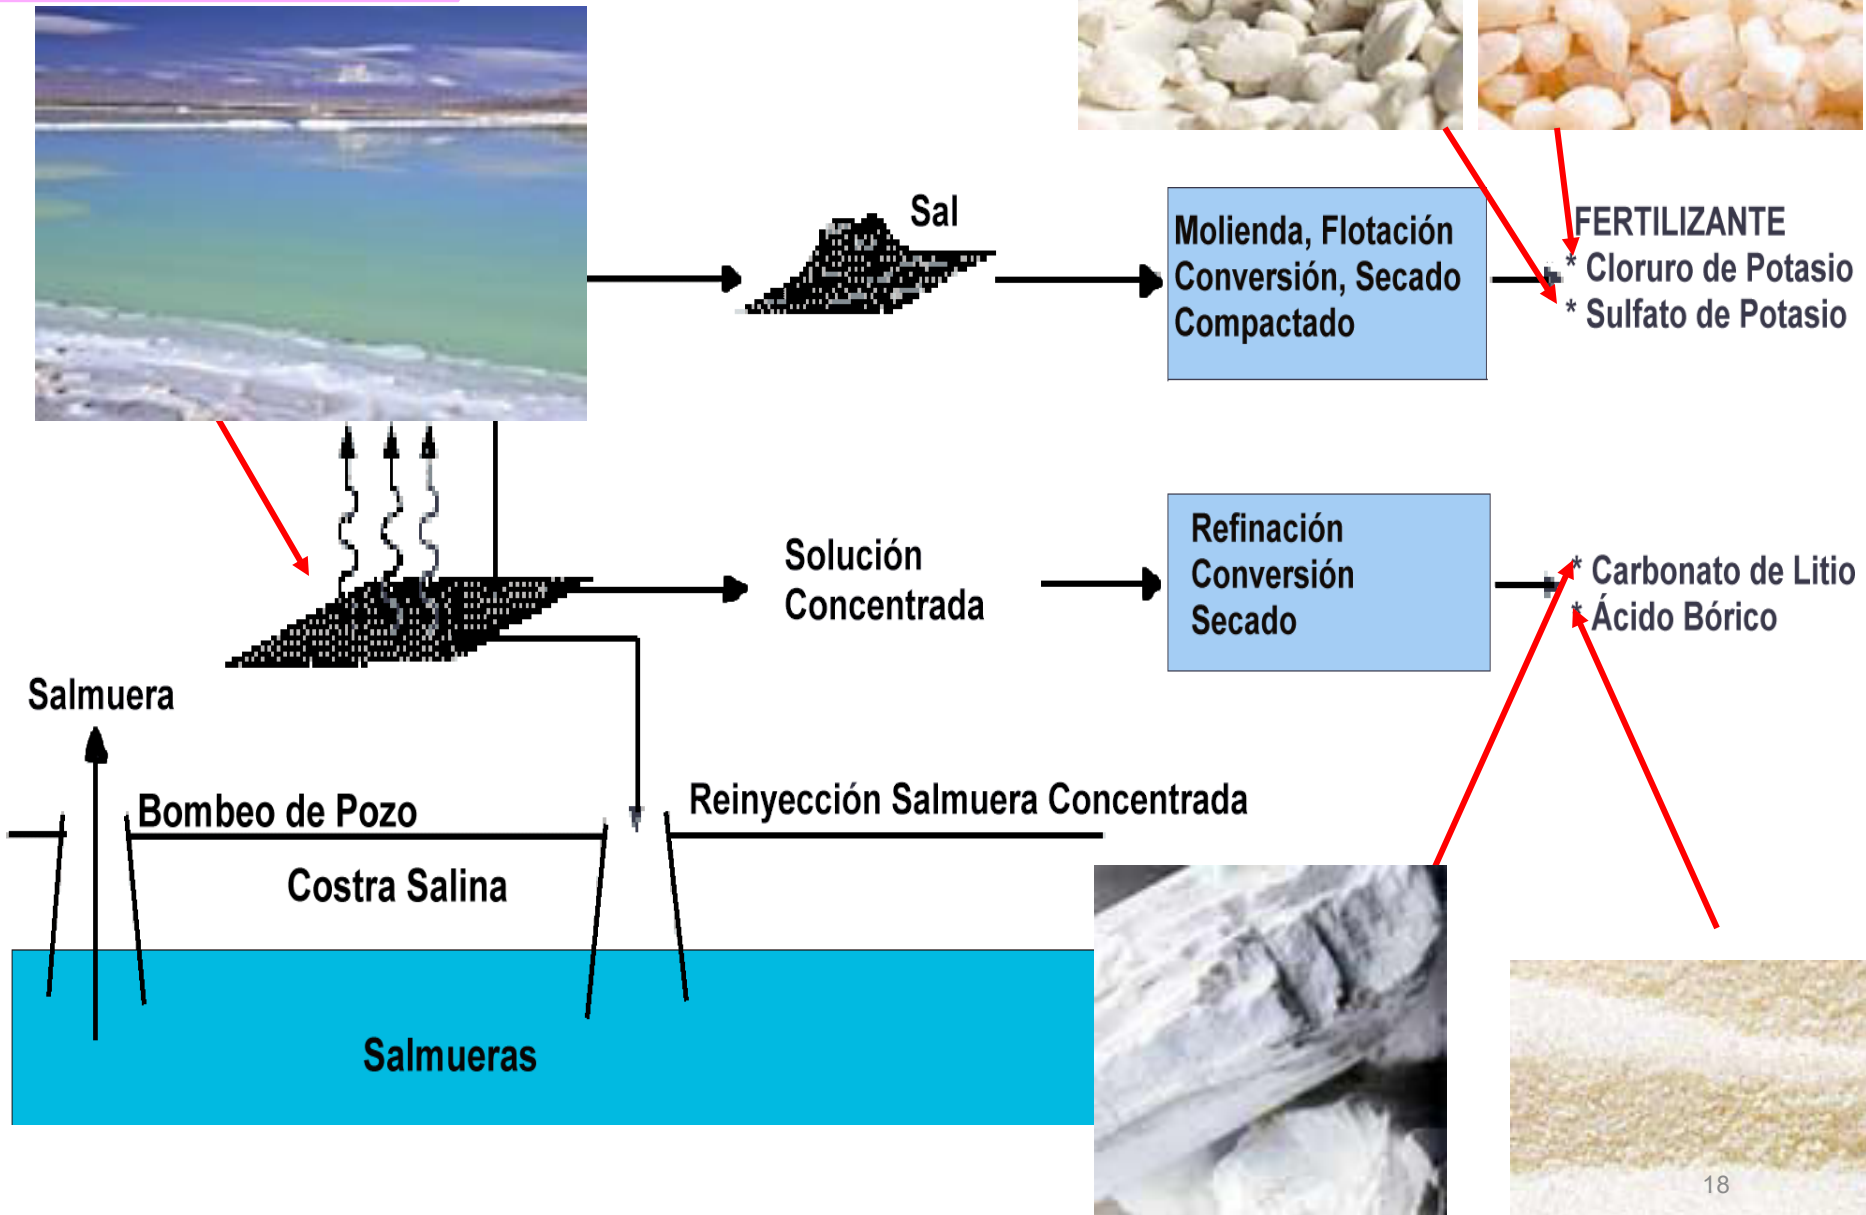 Sal
Molienda, Flotación
Conversión, Secado
Compactado
FERTILIZANTE
* Cloruro de Potasio
* Sulfato de Potasio
Solución
Concentrada
Refinación
Conversión
Secado
* Carbonato de Litio
* Ácido Bórico
Salmuera
Bombeo de Pozo
Reinyección Salmuera Concentrada
Costra Salina
Salmueras
18